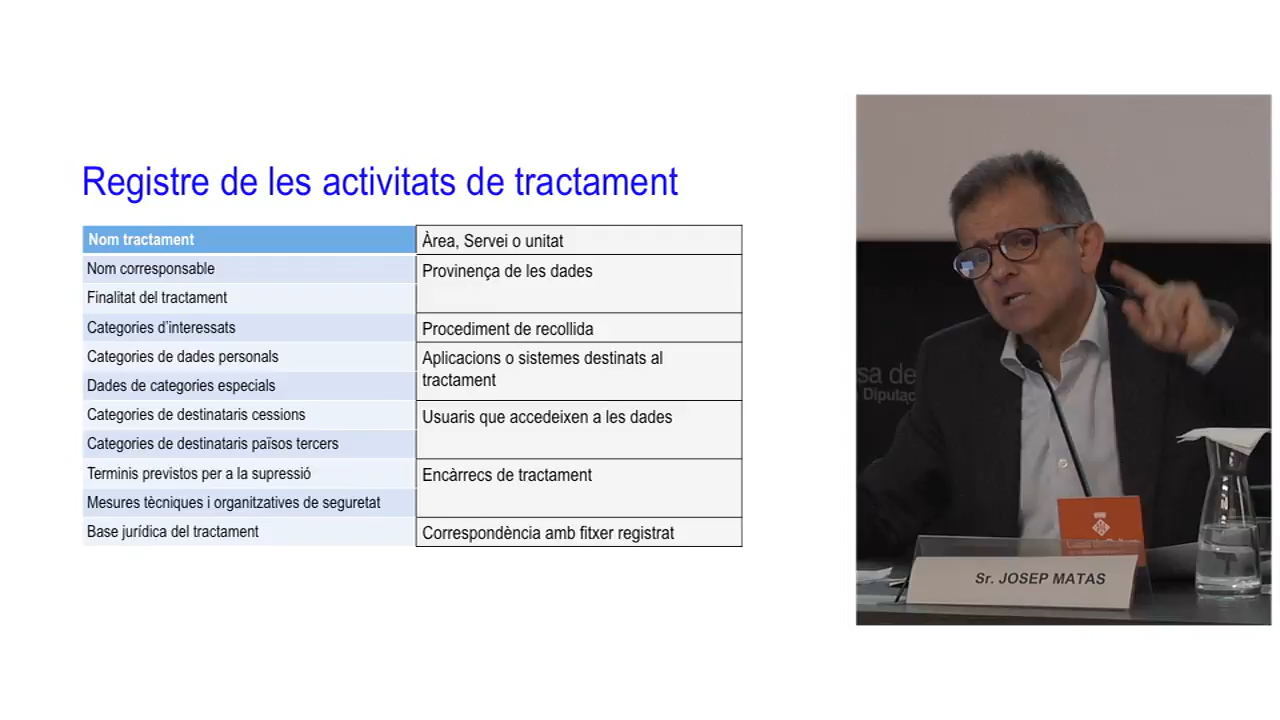 Registre de les activitats de tractament
Nom tractament
Àrea, Servei o unitat
Nom corresponsable
Provinença de les dades
Finalitat del tractament
Categories d'interessats
Procediment de recollida
Categories de dades personals
Aplicacions o sistemes destinats al
tractament
Dades de categories especials
Categories de destinataris cessions
Usuaris que accedeixen a les dades
Categories de destinataris països tercers
Terminis previstos per a la supressió
Encàrrecs de tractament
Mesures tècniques i organitzatives de seguretat
Base jurídica del tractament
Correspondència amb fitxer registrat
sa de
Diputac
Sr. JOSEP MATAS